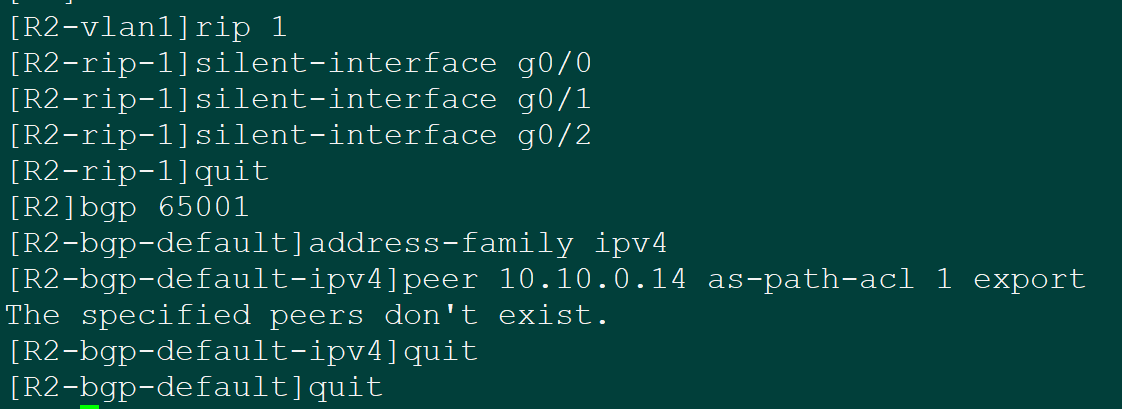 [R2-vlan1]rip 1
[R2-rip-1]silent-interface g0/0
[R2-rip-1]silent-interface g0/1
[R2-rip-1]silent-interface g0/2
[R2-rip-1]quit
[R2]bgp 65001
[R2-bgp-default]address-family ipv4
[R2-bgp-default-ipv4]peer 10.10.0.14 as-path-acl 1 export
The specified peers don't exist.
[R2-bgp-default-ipv4]quit
[R2-bgp-default]quit